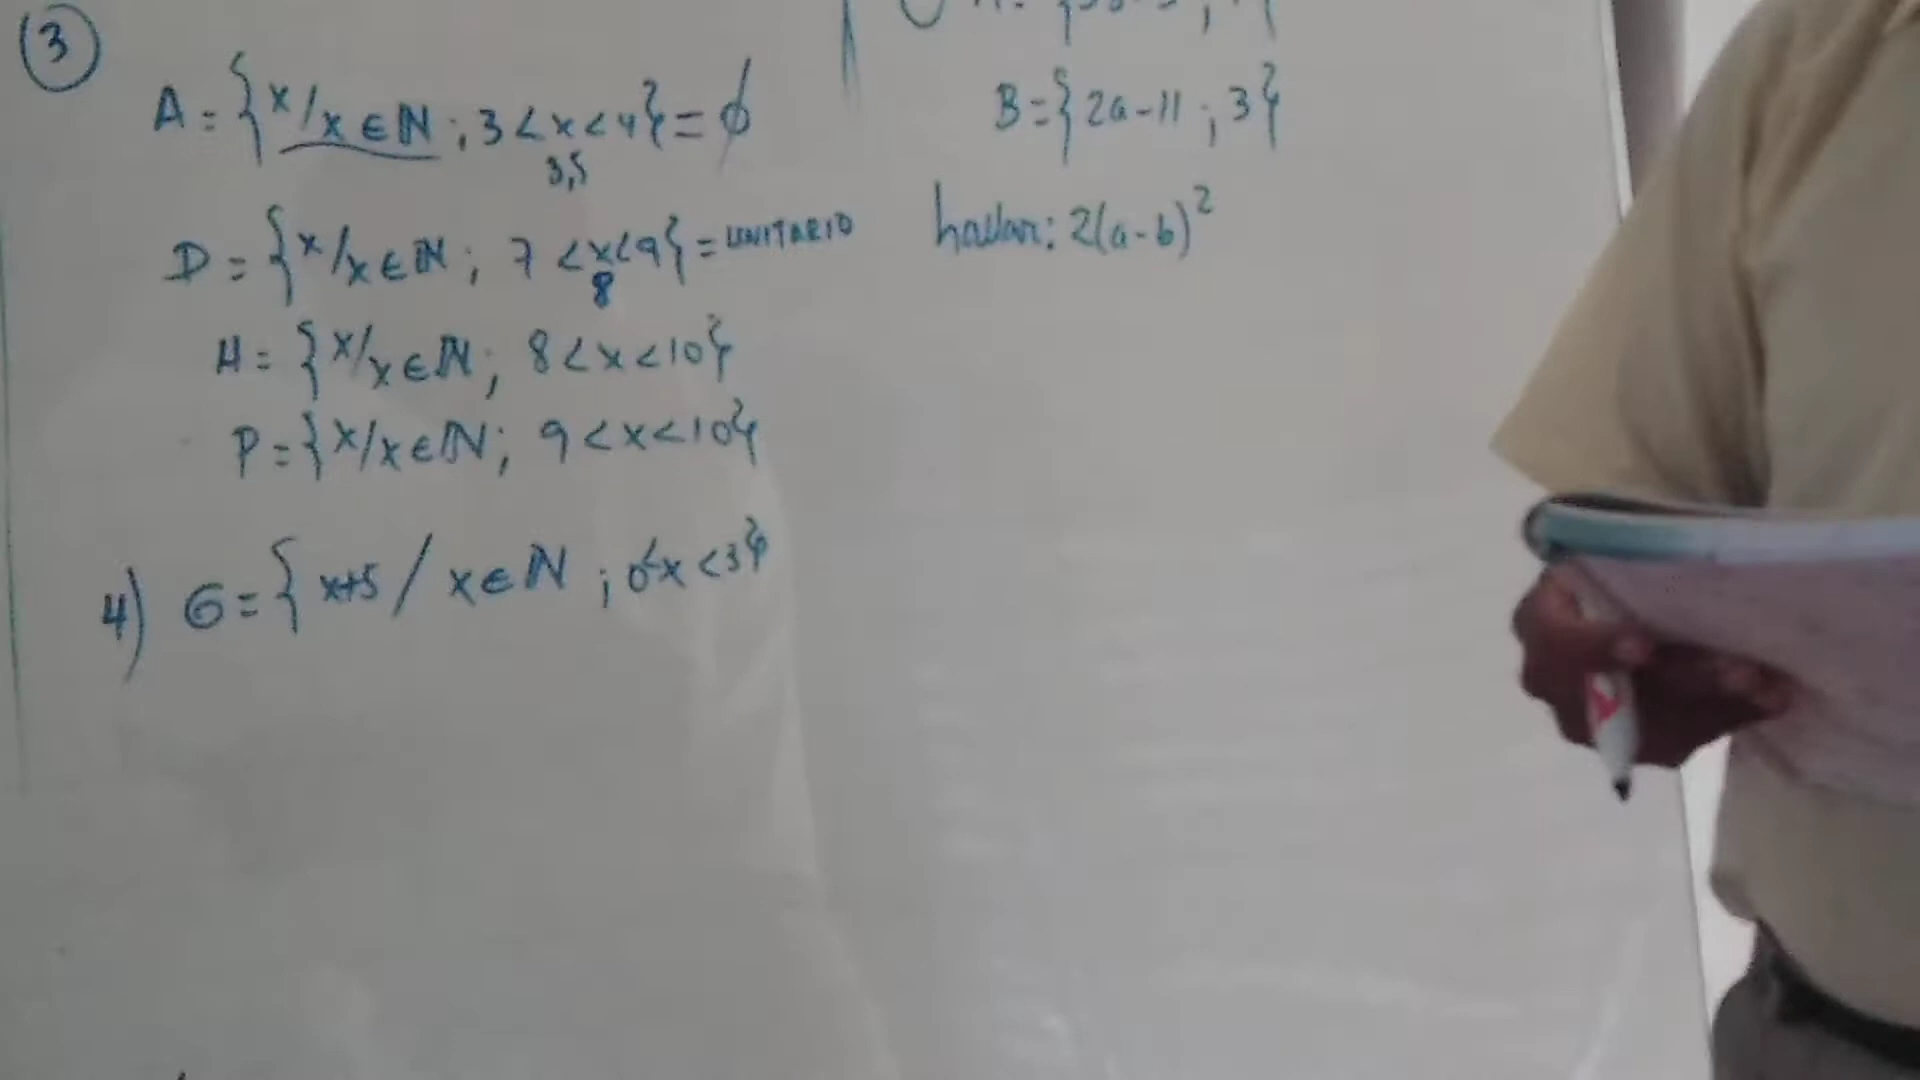 3
A = {x/x ∈ ℕ ; 3 < x < 4} = ∅
3,5
D = {x/x ∈ ℕ ; 7 < x < 9} = UNITARIO
8
H = {x/x ∈ ℕ ; 8 < x < 10}
P = {x/x ∈ ℕ ; 9 < x < 10}
4) G = {x+5 / x ∈ ℕ ; 0 < x < 3}
B = {2a-11 ; 3}
hallar: 2(a-b)²